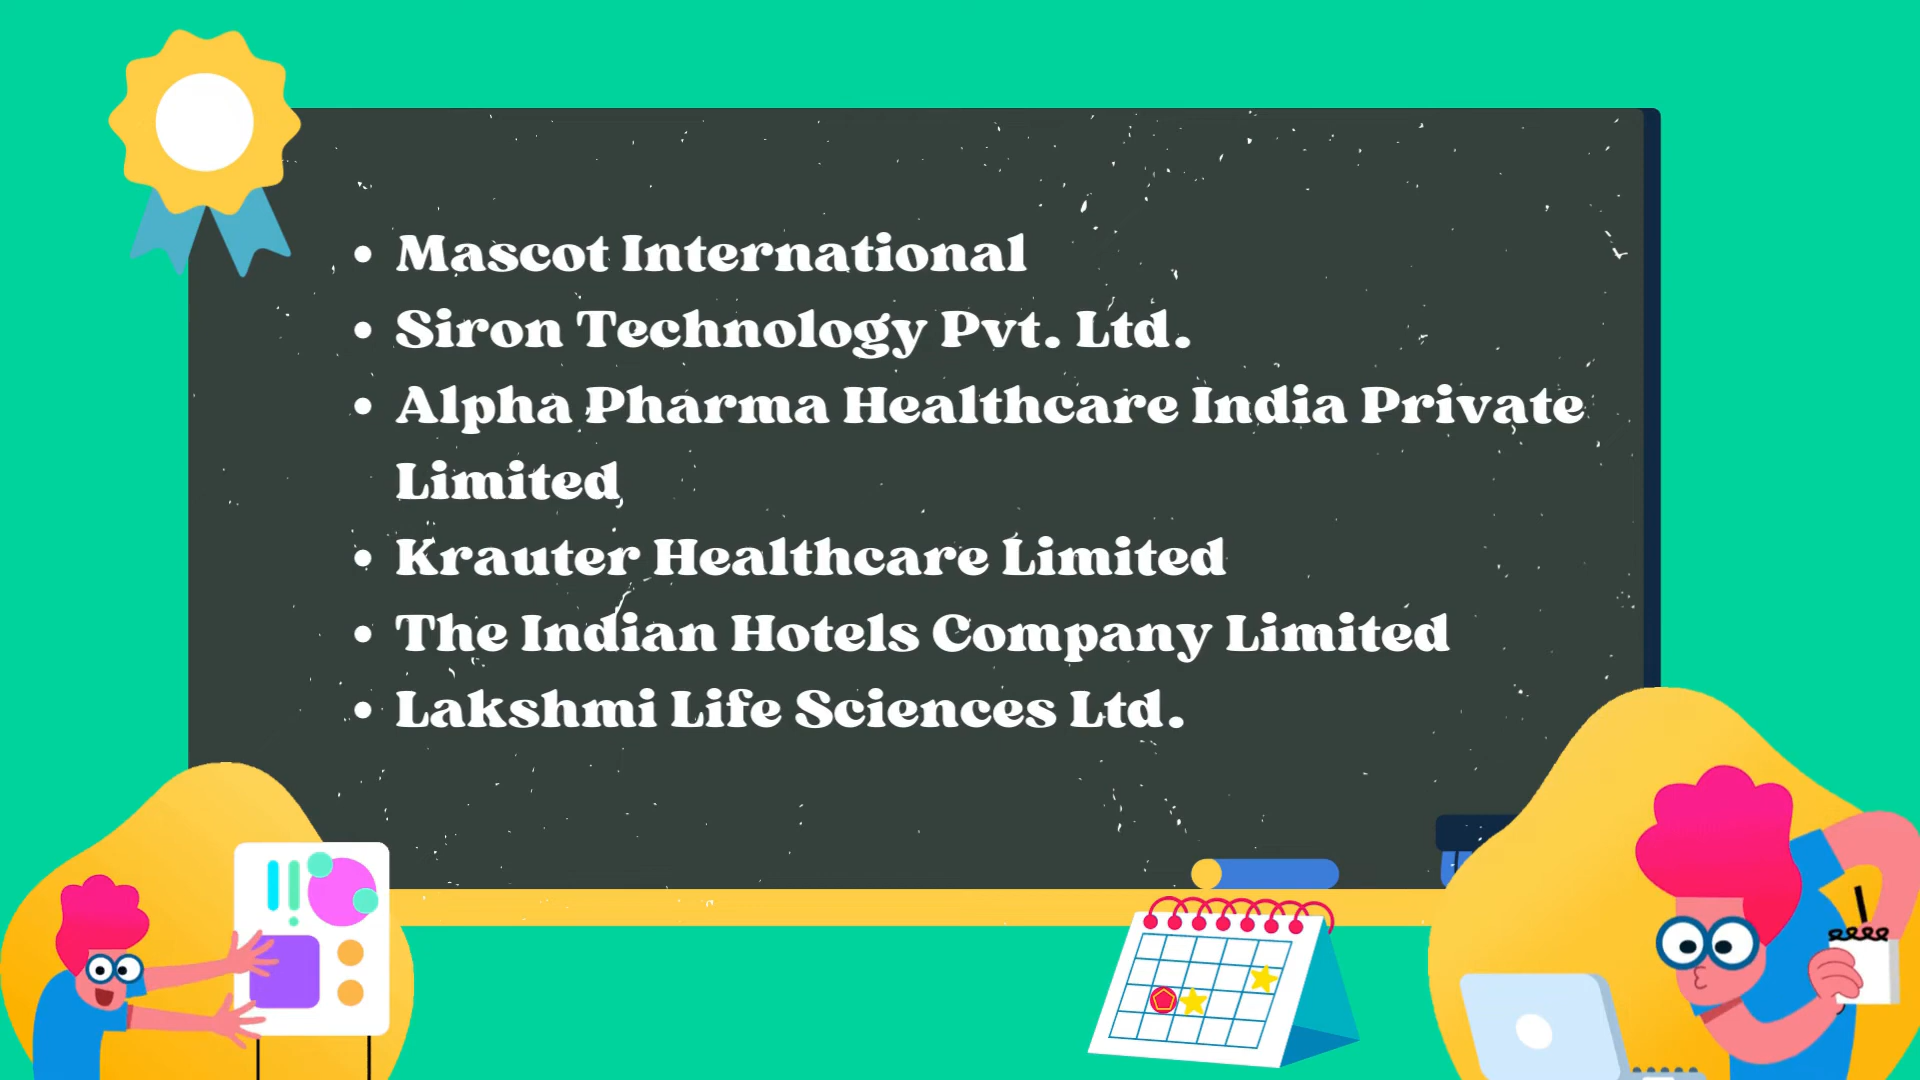 • Mascot International
• Siron Technology Pvt. Ltd.
• Alpha Pharma Healthcare India Private
Limited
• Krauter Healthcare Limited
• The Indian Hotels Company Limited
• Lakshmi Life Sciences Ltd.